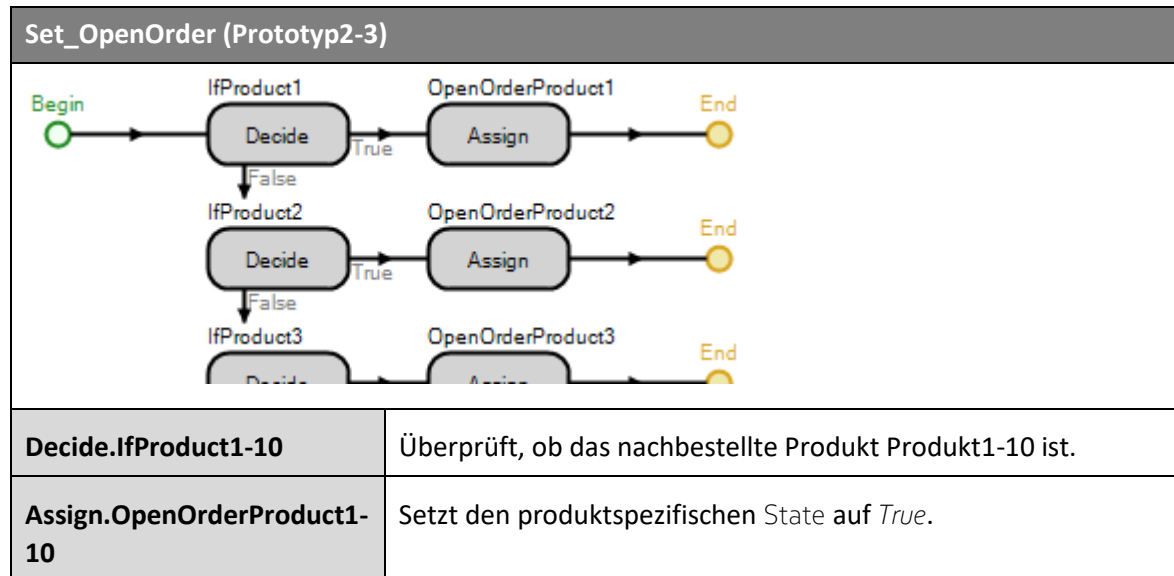 Set_OpenOrder (Prototyp2-3)
IfProduct1 OpenOrderProduct1
Begin End
Decide Assign
True
False
IfProduct2 OpenOrderProduct2
End
Decide Assign
True
False
IfProduct3 OpenOrderProduct3
End
Decide Assign
Decide.IfProduct1-10 Überprüft, ob das nachbestellte Produkt Produkt1-10 ist.
Assign.OpenOrderProduct1- Setzt den produktspezifischen State auf True.
10